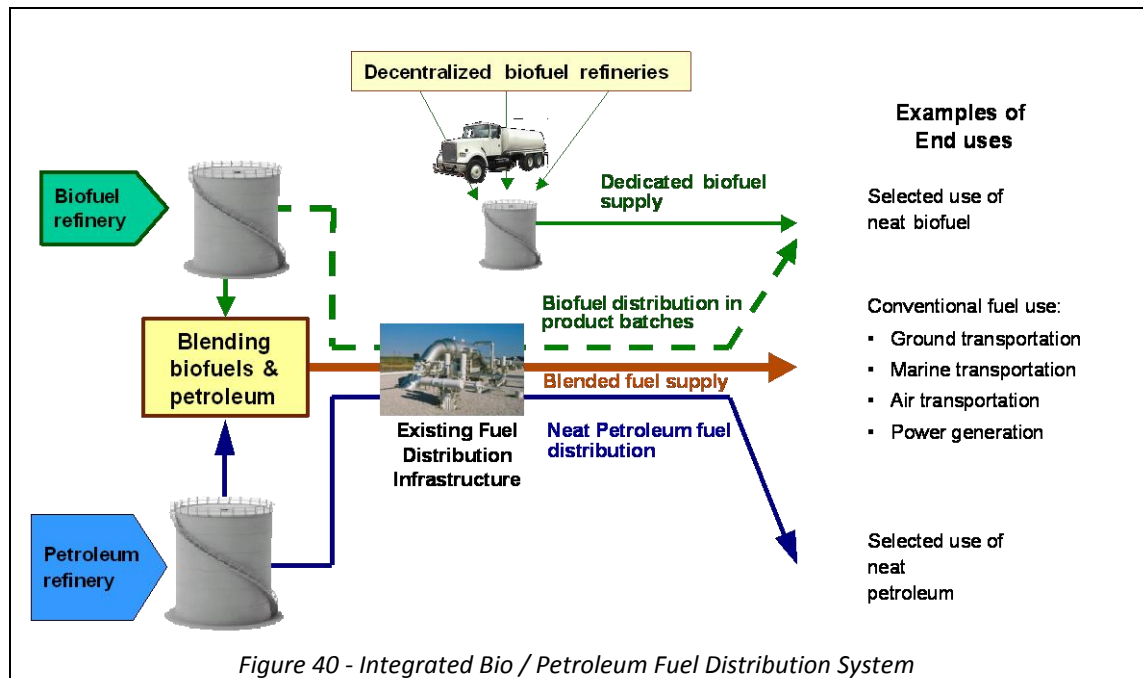 Decentralized biofuel refineries
Examples of
End uses
Biofuel
refinery
Dedicated biofuel
supply
Selected use of
neat biofuel
Biofuel distribution in
product batches
Blending
biofuels &
petroleum
Blended fuel supply
Conventional fuel use:
▪ Ground transportation
▪ Marine transportation
▪ Air transportation
▪ Power generation
Existing Fuel
Distribution
Infrastructure
Neat Petroleum fuel
distribution
Petroleum
refinery
Selected use of
neat
petroleum
Figure 40 - Integrated Bio / Petroleum Fuel Distribution System